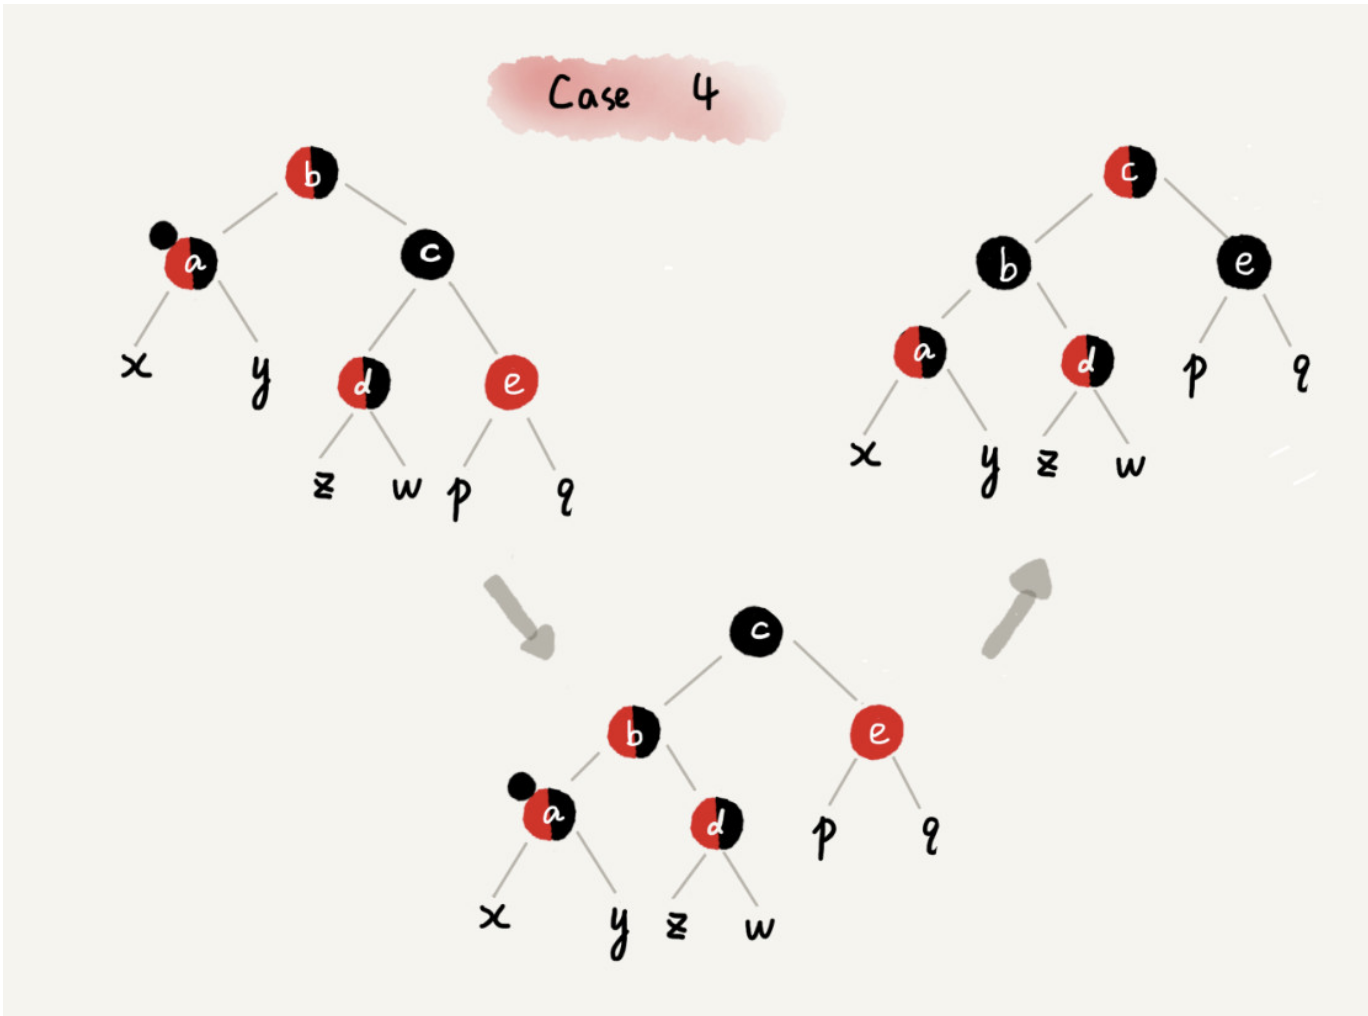 Case 4
b
a c
x y d e
z w p q
c
b e
a d p q
x y z w
c
b e
a d p q
x y z w